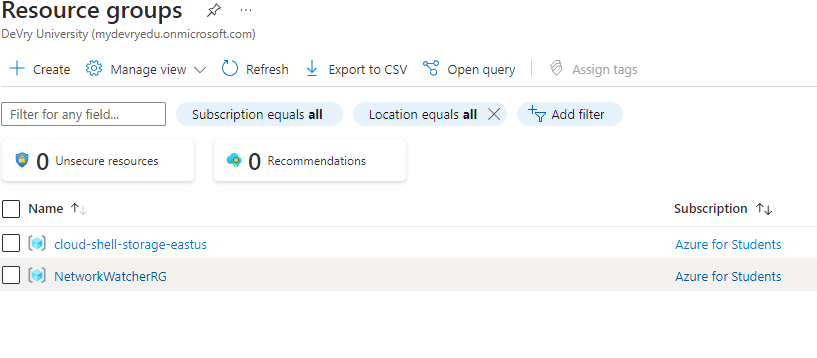 Resource groups
DeVry University (mydevryedu.onmicrosoft.com)
Create Manage view Refresh Export to CSV Open query Assign tags
Filter for any field... Subscription equals all Location equals all Add filter
0 Unsecure resources 0 Recommendations
Name Subscription
cloud-shell-storage-eastus Azure for Students
NetworkWatcherRG Azure for Students